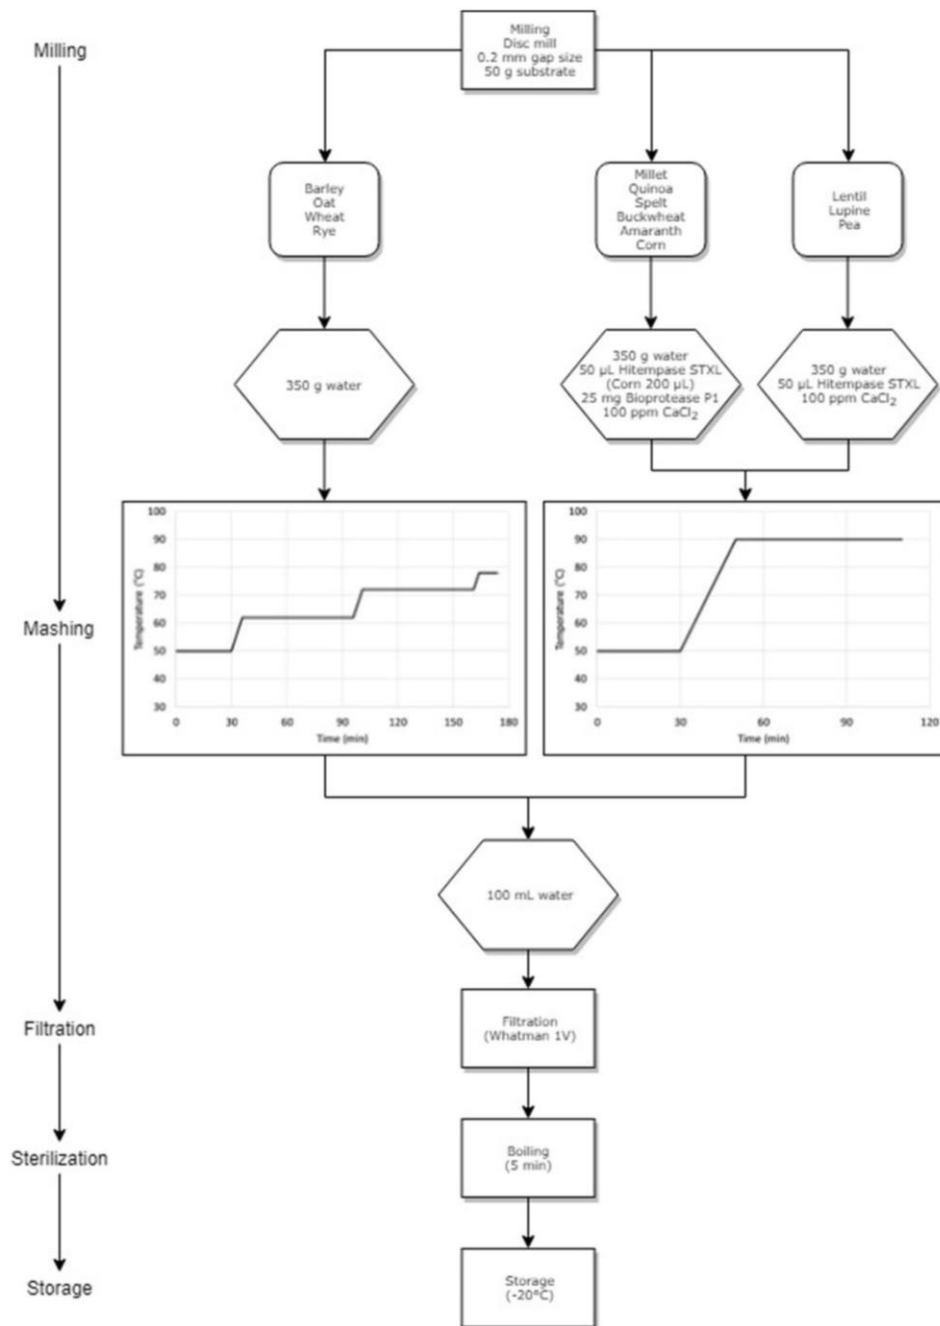 Milling
Milling
Disc mill
0.2 mm gap size
50 g substrate
Barley
Oat
Wheat
Rye
Millet
Quinoa
Spelt
Buckwheat
Amaranth
Corn
Lentil
Lupine
Pea
350 g water
350 g water
50 µL Hitempase STXL
(Corn 200 µL)
25 mg Bioprotease P1
100 ppm CaCl₂
350 g water
50 µL Hitempase STXL
100 ppm CaCl₂
Mashing
Temperature (°C)
100
90
80
70
60
50
40
30
0 30 60 90 120 150 180
Time (min)
Temperature (°C)
100
90
80
70
60
50
40
30
0 30 60 90 120
Time (min)
100 mL water
Filtration
Filtration
(Whatman 1V)
Sterilization
Boiling
(5 min)
Storage
Storage
(-20°C)